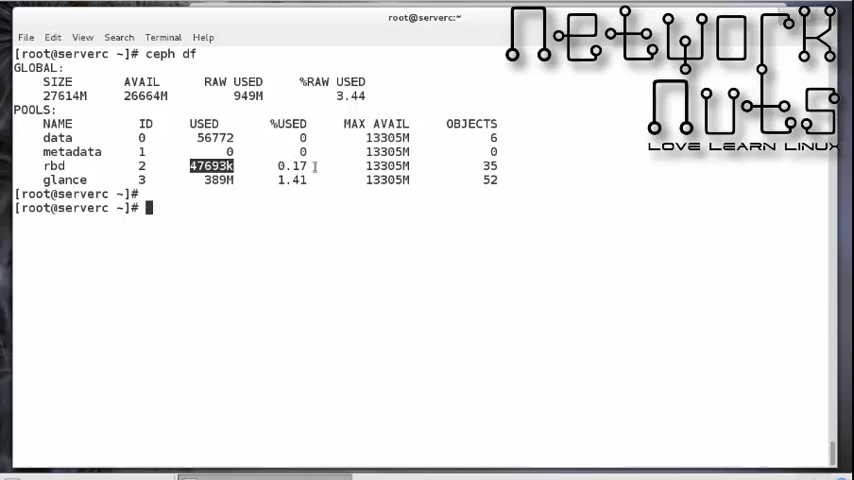 root@serverc:~
File Edit View Search Terminal Help
[root@serverc ~]# ceph df
GLOBAL:
SIZE AVAIL RAW USED %RAW USED
27614M 26664M 949M 3.44
POOLS:
NAME ID USED %USED MAX AVAIL OBJECTS
data 0 56772 0 13305M 6
metadata 1 0 0 13305M 0
rbd 2 47693k 0.17 13305M 35
glance 3 389M 1.41 13305M 52
[root@serverc ~]#
[root@serverc ~]#
network
nuts
LOVE LEARN LINUX